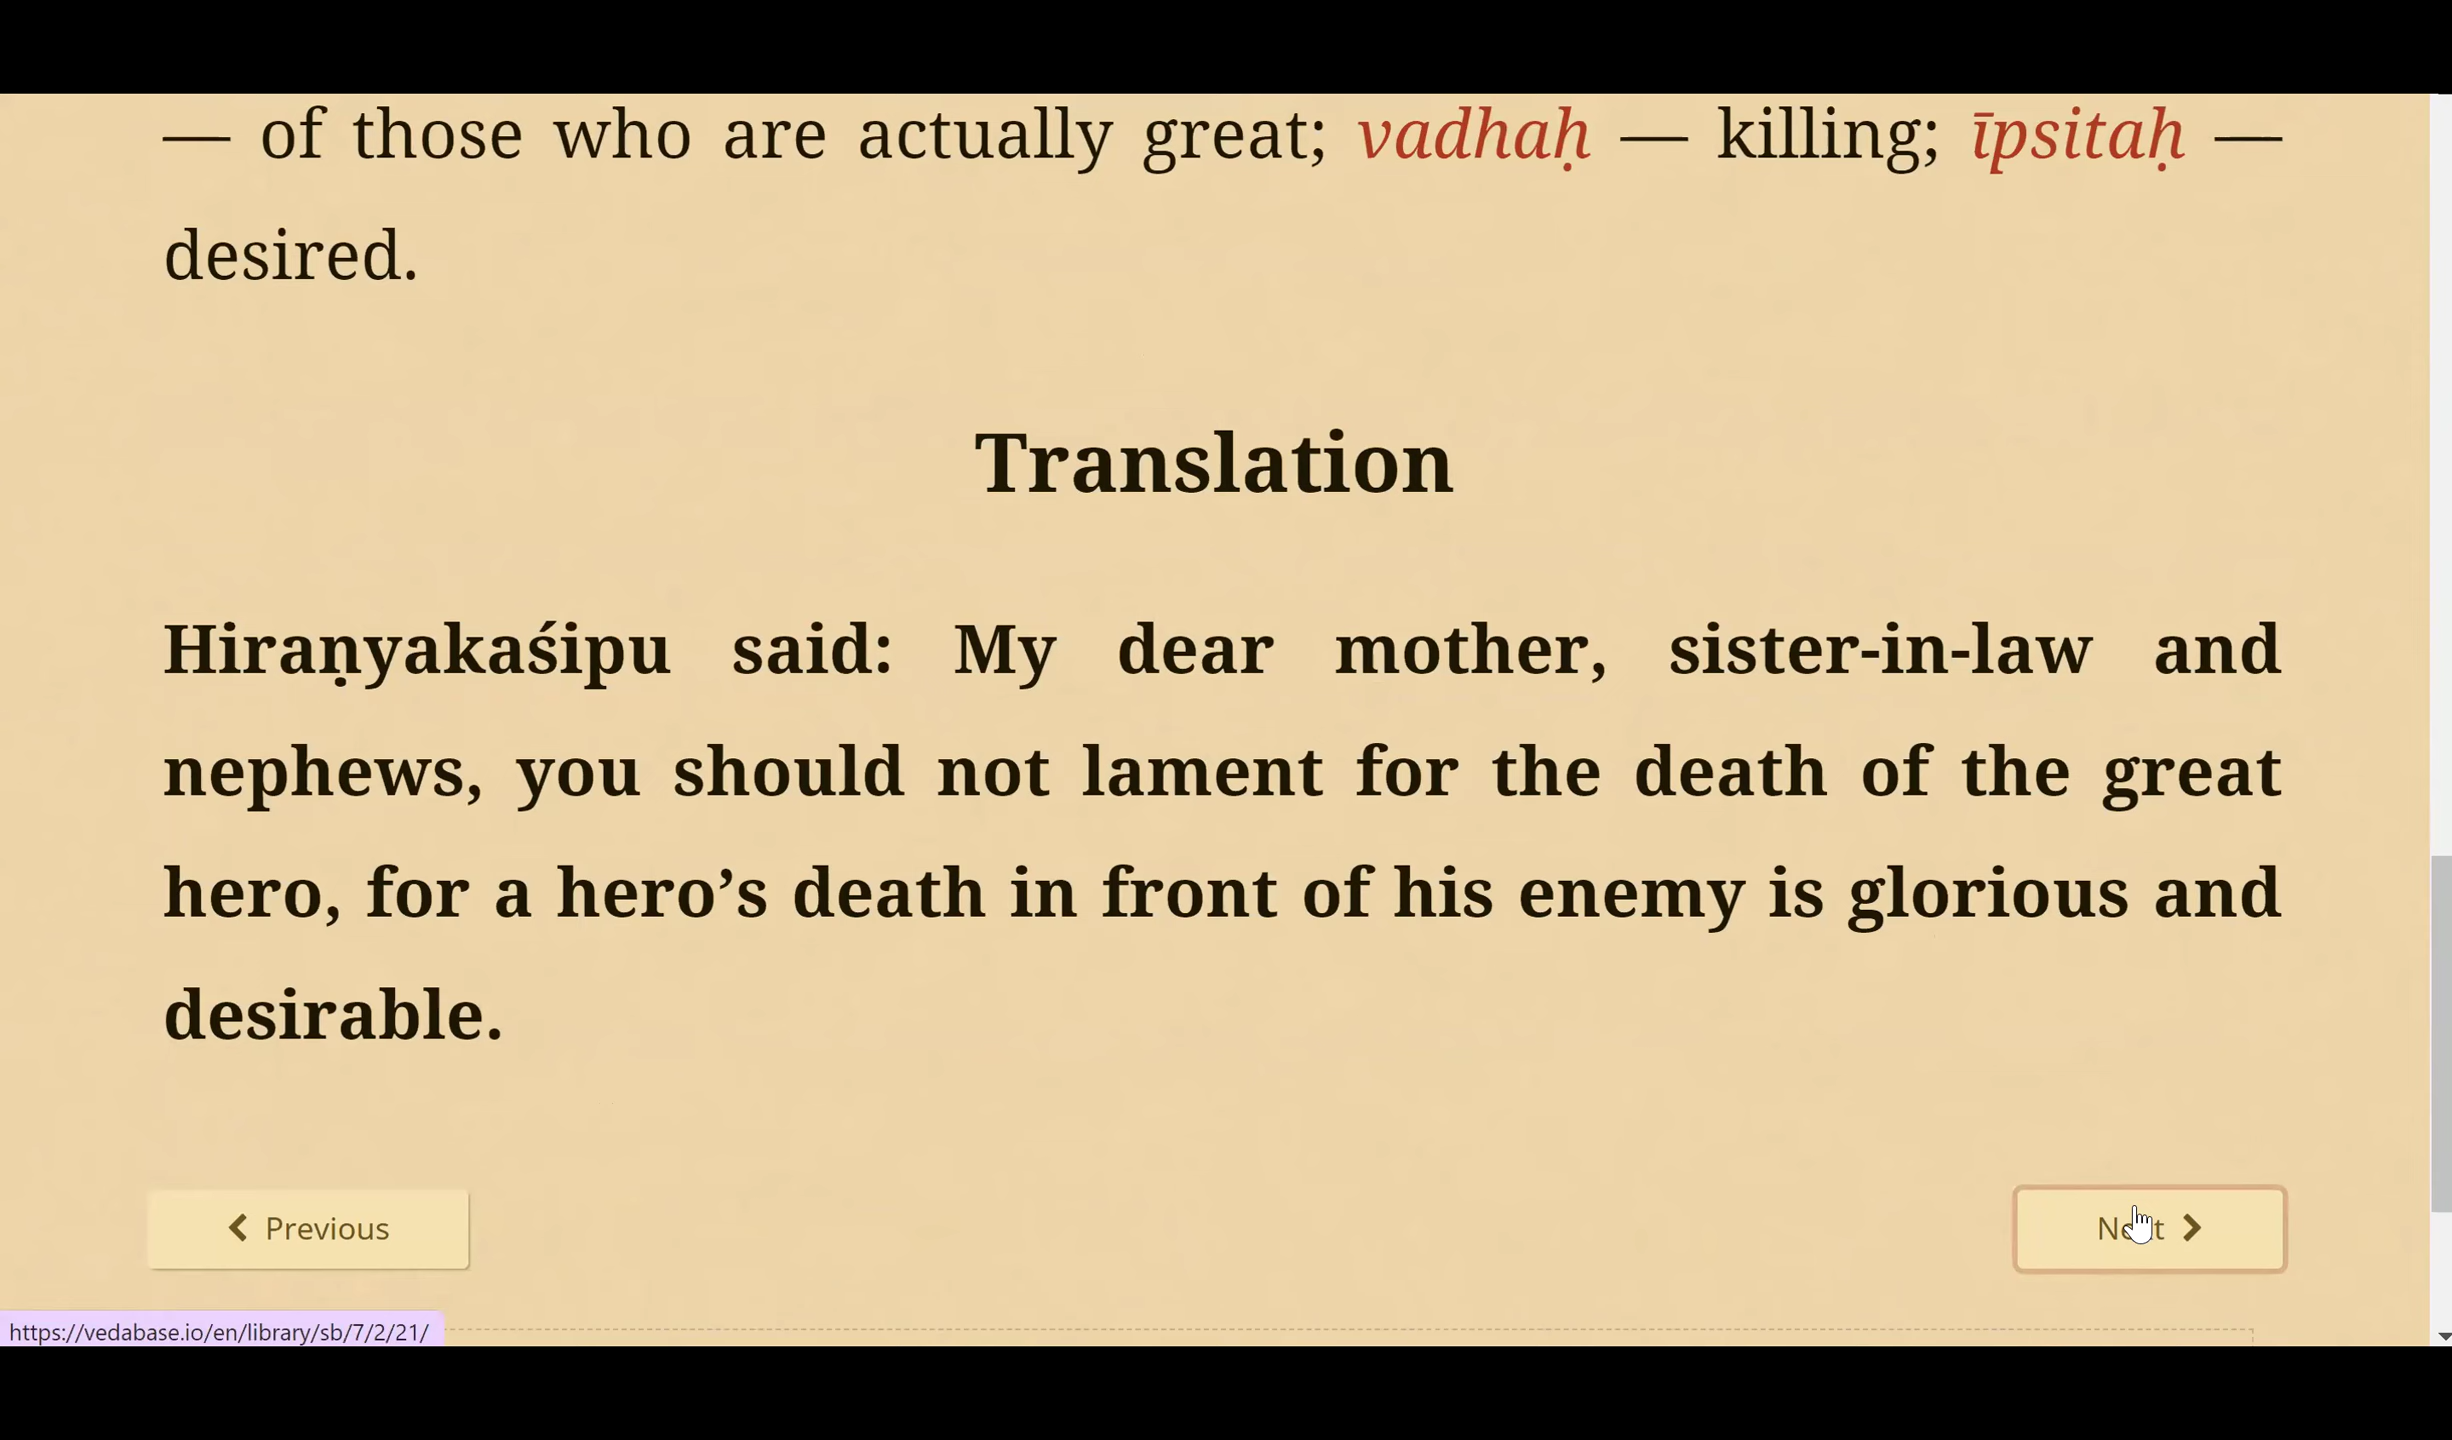 — of those who are actually great; vadhaḥ — killing; īpsitaḥ —
desired.
Translation
Hiraṇyakaśipu said: My dear mother, sister-in-law and
nephews, you should not lament for the death of the great
hero, for a hero’s death in front of his enemy is glorious and
desirable.
Previous
Next
https://vedabase.io/en/library/sb/7/2/21/